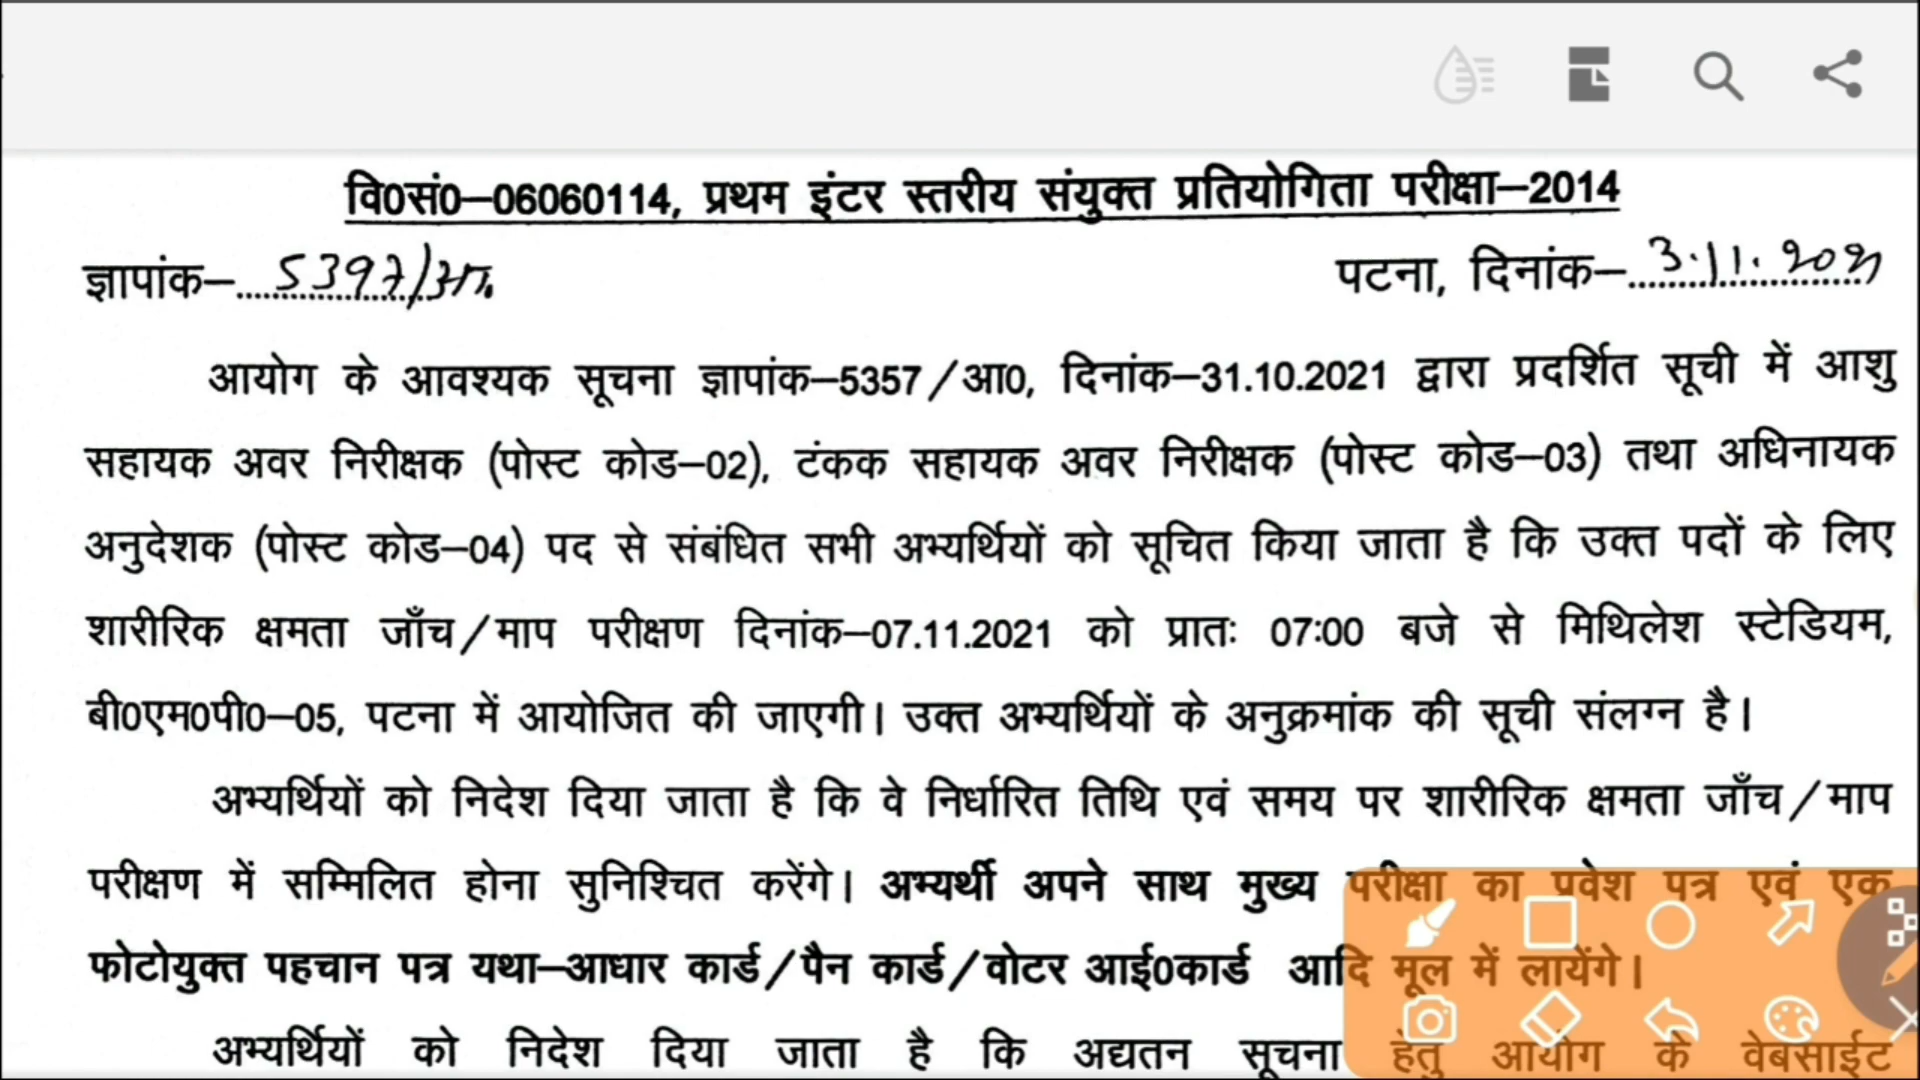 वि0सं0–06060114, प्रथम इंटर स्तरीय संयुक्त प्रतियोगिता परीक्षा–2014
ज्ञापांक–5397/आ0 पटना, दिनांक–3.11.2021
आयोग के आवश्यक सूचना ज्ञापांक–5357/आ0, दिनांक–31.10.2021 द्वारा प्रदर्शित सूची में आशु
सहायक अवर निरीक्षक (पोस्ट कोड–02), टंकक सहायक अवर निरीक्षक (पोस्ट कोड–03) तथा अधिनायक
अनुदेशक (पोस्ट कोड–04) पद से संबंधित सभी अभ्यर्थियों को सूचित किया जाता है कि उक्त पदों के लिए
शारीरिक क्षमता जाँच/माप परीक्षण दिनांक–07.11.2021 को प्रातः 07:00 बजे से मिथिलेश स्टेडियम,
बी0एम0पी0–05, पटना में आयोजित की जाएगी। उक्त अभ्यर्थियों के अनुक्रमांक की सूची संलग्न है।
अभ्यर्थियों को निदेश दिया जाता है कि वे निर्धारित तिथि एवं समय पर शारीरिक क्षमता जाँच/माप
परीक्षण में सम्मिलित होना सुनिश्चित करेंगे। अभ्यर्थी अपने साथ मुख्य परीक्षा का प्रवेश पत्र एवं एक
फोटोयुक्त पहचान पत्र यथा–आधार कार्ड/पैन कार्ड/वोटर आई0कार्ड आदि मूल में लायेंगे।
अभ्यर्थियों को निदेश दिया जाता है कि अद्यतन सूचना हेतु आयोग के वेबसाईट